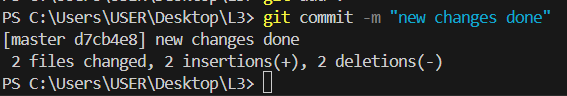 PS C:\Users\USER\Desktop\L3> git commit -m "new changes done"
[master d7cb4e8] new changes done
 2 files changed, 2 insertions(+), 2 deletions(-)
PS C:\Users\USER\Desktop\L3>